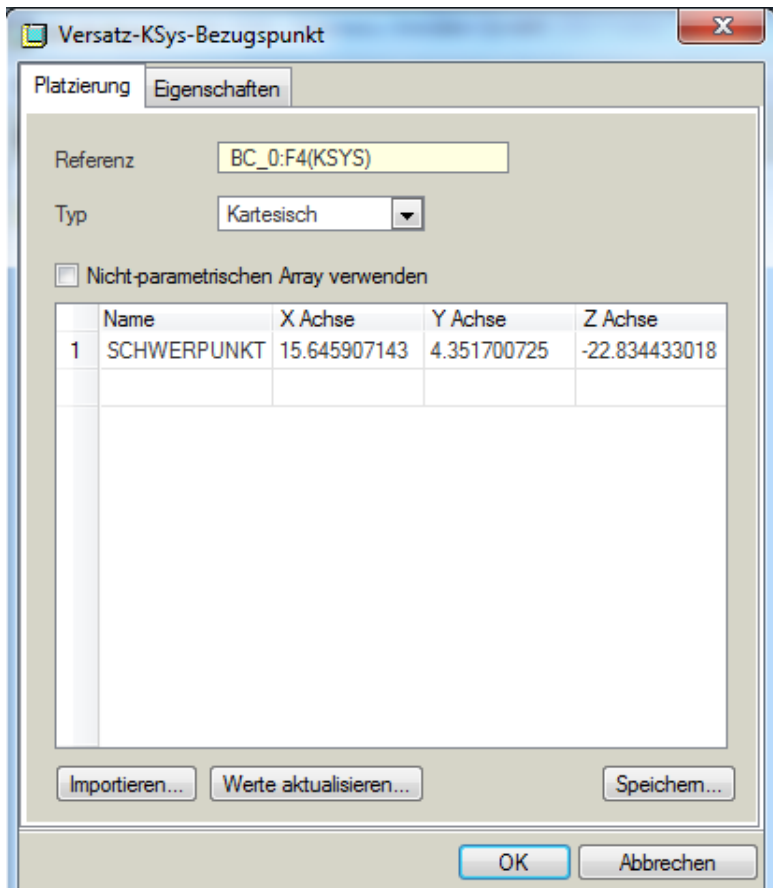 Versatz-KSys-Bezugspunkt
Platzierung Eigenschaften
Referenz BC_0:F4(KSYS)
Typ Kartesisch
Nicht-parametrischen Array verwenden
Name X Achse Y Achse Z Achse
1 SCHWERPUNKT 15.645907143 4.351700725 -22.834433018
Importieren... Werte aktualisieren... Speichern...
OK Abbrechen